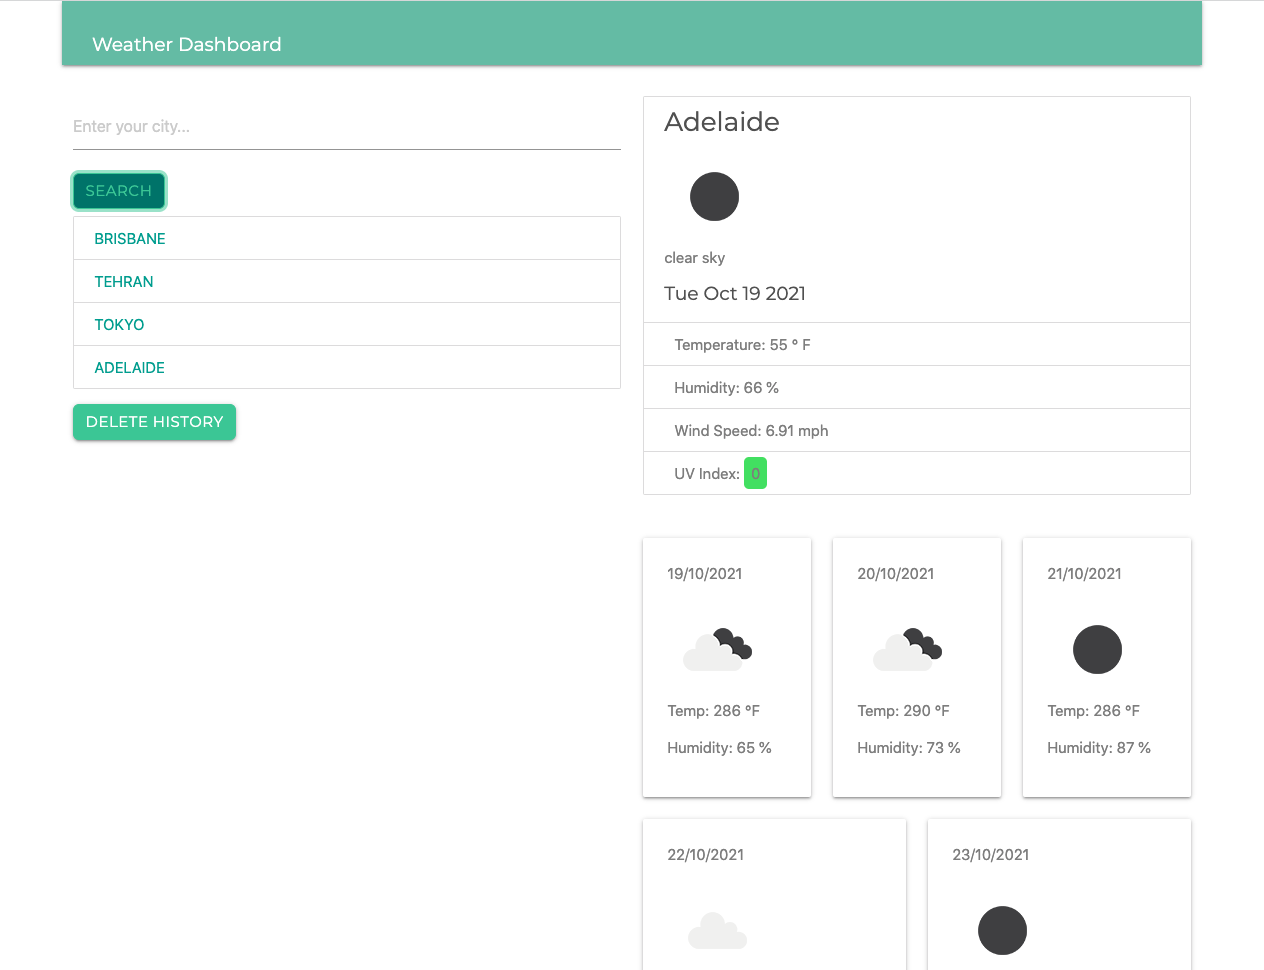 Weather Dashboard
Enter your city...
SEARCH
BRISBANE
TEHRAN
TOKYO
ADELAIDE
DELETE HISTORY
Adelaide
clear sky
Tue Oct 19 2021
Temperature: 55 ° F
Humidity: 66 %
Wind Speed: 6.91 mph
UV Index: 0
19/10/2021
Temp: 286 °F
Humidity: 65 %
20/10/2021
Temp: 290 °F
Humidity: 73 %
21/10/2021
Temp: 286 °F
Humidity: 87 %
22/10/2021
23/10/2021